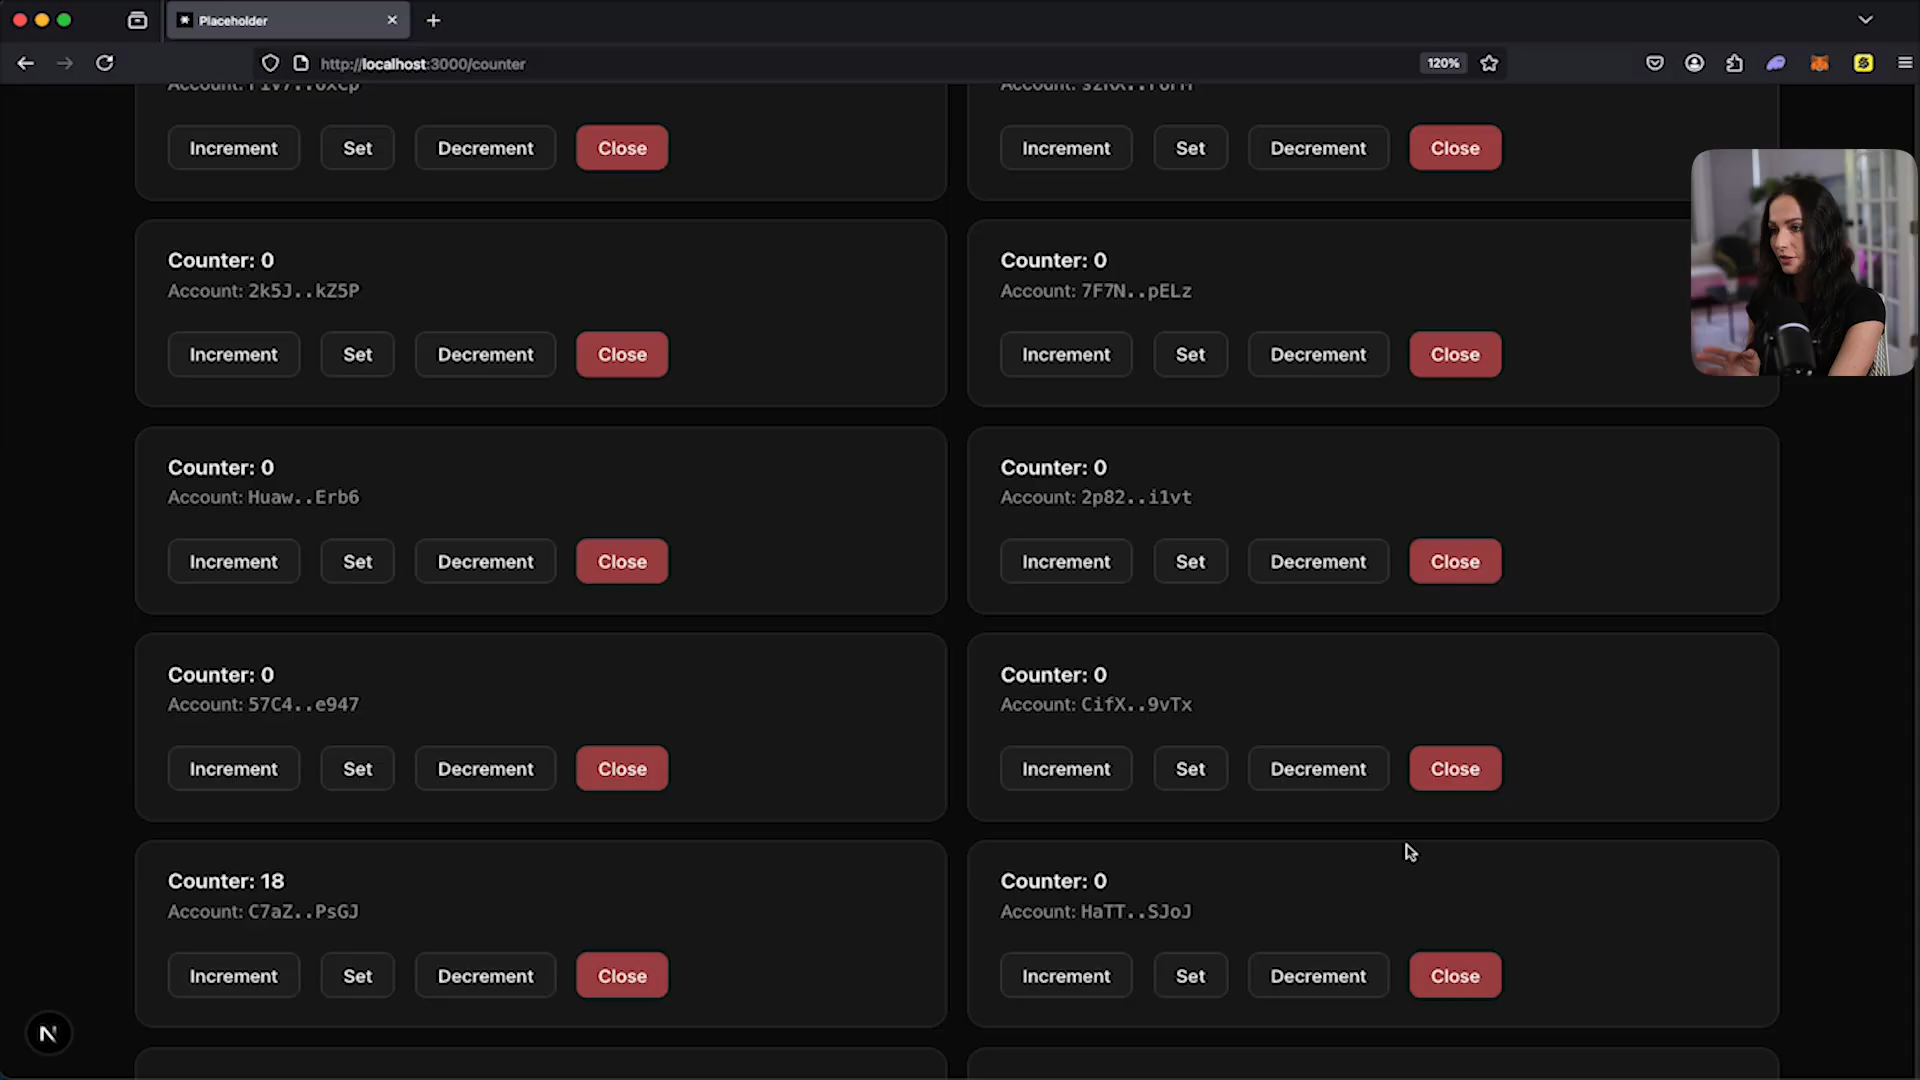 Placeholder
http://localhost:3000/counter
120%
Increment Set Decrement Close
Increment Set Decrement Close
Counter: 0
Account: 2k5J..kZ5P
Increment Set Decrement Close
Counter: 0
Account: 7F7N..pELz
Increment Set Decrement Close
Counter: 0
Account: Huaw..Erb6
Increment Set Decrement Close
Counter: 0
Account: 2p82..i1vt
Increment Set Decrement Close
Counter: 0
Account: 57C4..e947
Increment Set Decrement Close
Counter: 0
Account: CifX..9vTx
Increment Set Decrement Close
Counter: 18
Account: C7aZ..PsGJ
Increment Set Decrement Close
Counter: 0
Account: HaTT..SJoJ
Increment Set Decrement Close
N